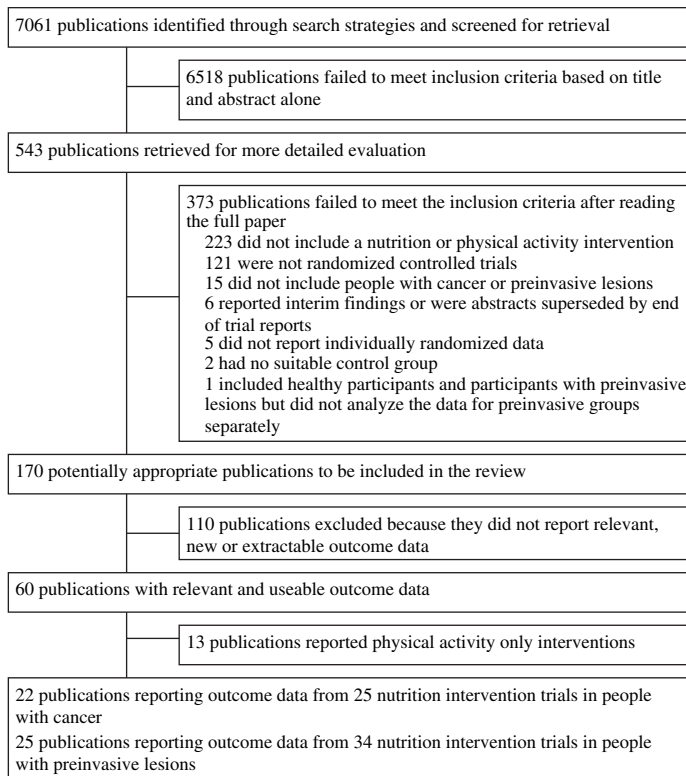 7061 publications identified through search strategies and screened for retrieval
6518 publications failed to meet inclusion criteria based on title
and abstract alone
543 publications retrieved for more detailed evaluation
373 publications failed to meet the inclusion criteria after reading
the full paper
223 did not include a nutrition or physical activity intervention
121 were not randomized controlled trials
15 did not include people with cancer or preinvasive lesions
6 reported interim findings or were abstracts superseded by end
of trial reports
5 did not report individually randomized data
2 had no suitable control group
1 included healthy participants and participants with preinvasive
lesions but did not analyze the data for preinvasive groups
separately
170 potentially appropriate publications to be included in the review
110 publications excluded because they did not report relevant,
new or extractable outcome data
60 publications with relevant and useable outcome data
13 publications reported physical activity only interventions
22 publications reporting outcome data from 25 nutrition intervention trials in people
with cancer
25 publications reporting outcome data from 34 nutrition intervention trials in people
with preinvasive lesions